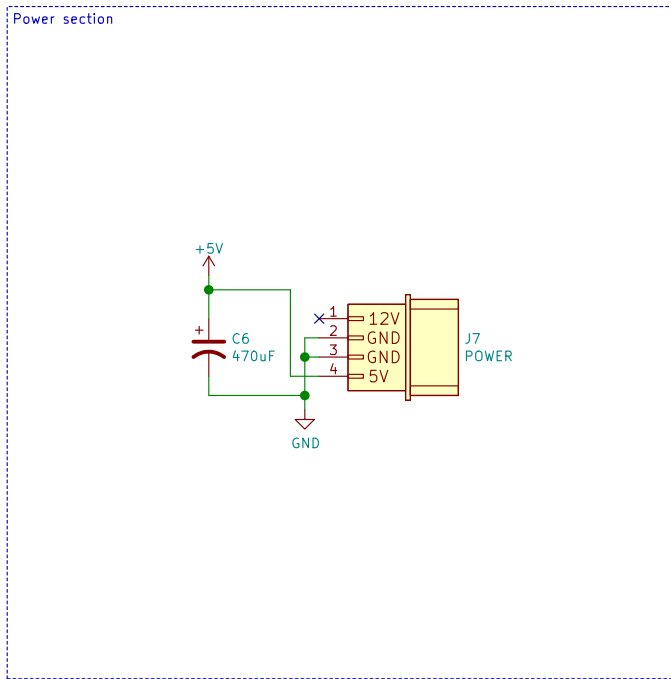 Power section
+5V
+
C6
470uF
1
12V
2
GND
3
GND
4
5V
J7
POWER
GND